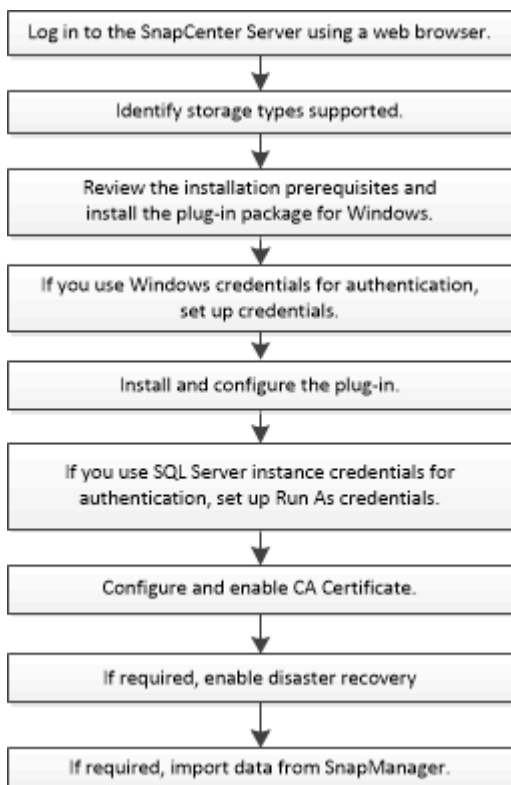 Log in to the SnapCenter Server using a web browser.
Identify storage types supported.
Review the installation prerequisites and
install the plug-in package for Windows.
If you use Windows credentials for authentication,
set up credentials.
Install and configure the plug-in.
If you use SQL Server instance credentials for
authentication, set up Run As credentials.
Configure and enable CA Certificate.
If required, enable disaster recovery
If required, import data from SnapManager.